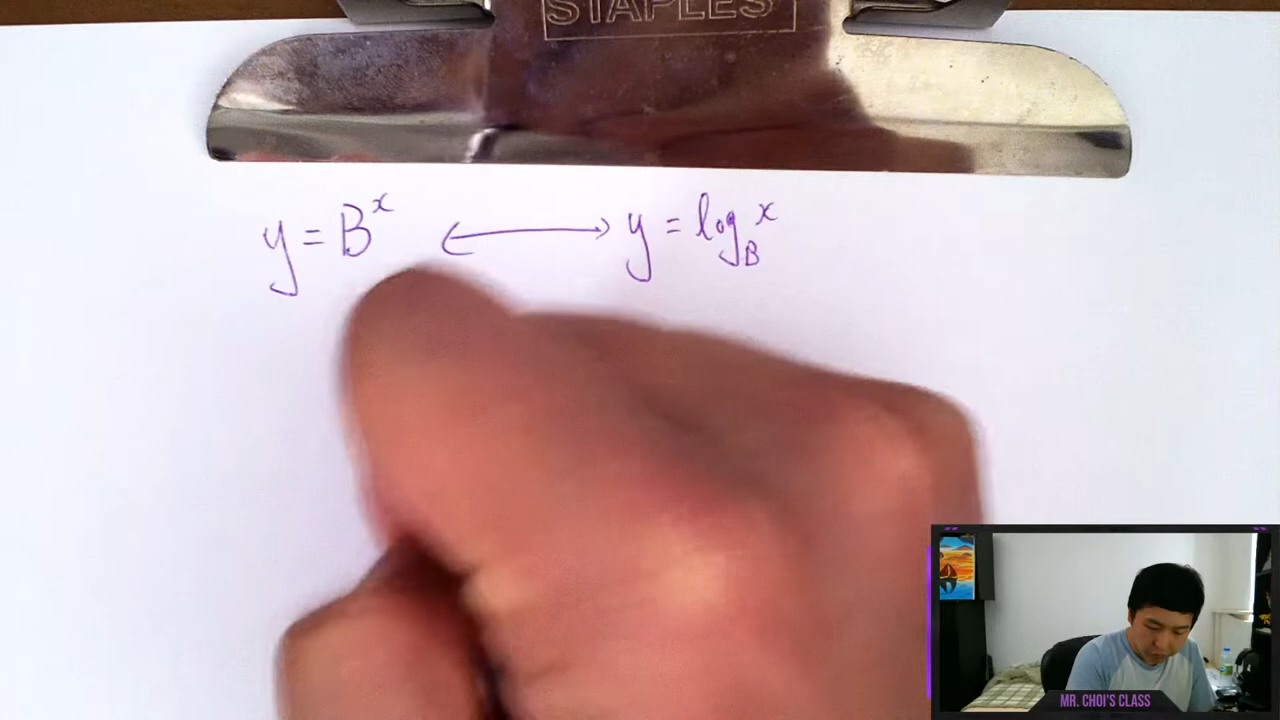 STAPLES
y = B^x ⟷ y = log_B x
MR. CHOI'S CLASS